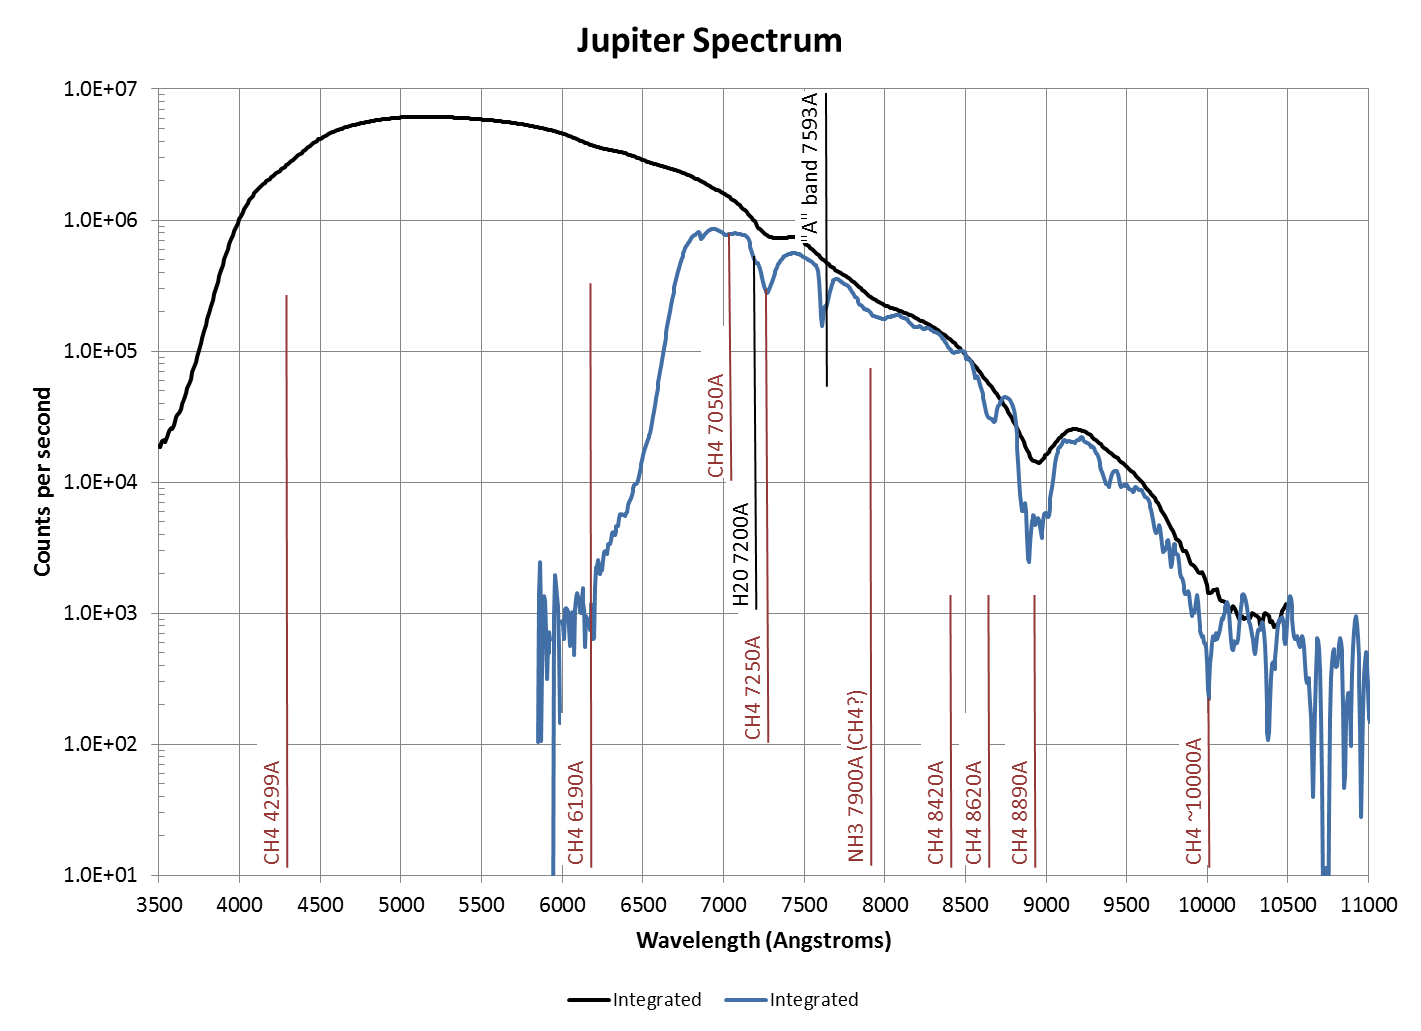 Jupiter Spectrum
1.0E+07
1.0E+06
1.0E+05
1.0E+04
1.0E+03
1.0E+02
1.0E+01
Counts per second
CH4 4299A
CH4 6190A
CH4 7050A
H20 7200A
CH4 7250A
"A" band 7593A
NH3 7900A (CH4?)
CH4 8420A
CH4 8620A
CH4 8890A
CH4 ~10000A
3500 4000 4500 5000 5500 6000 6500 7000 7500 8000 8500 9000 9500 10000 10500 11000
Wavelength (Angstroms)
Integrated Integrated